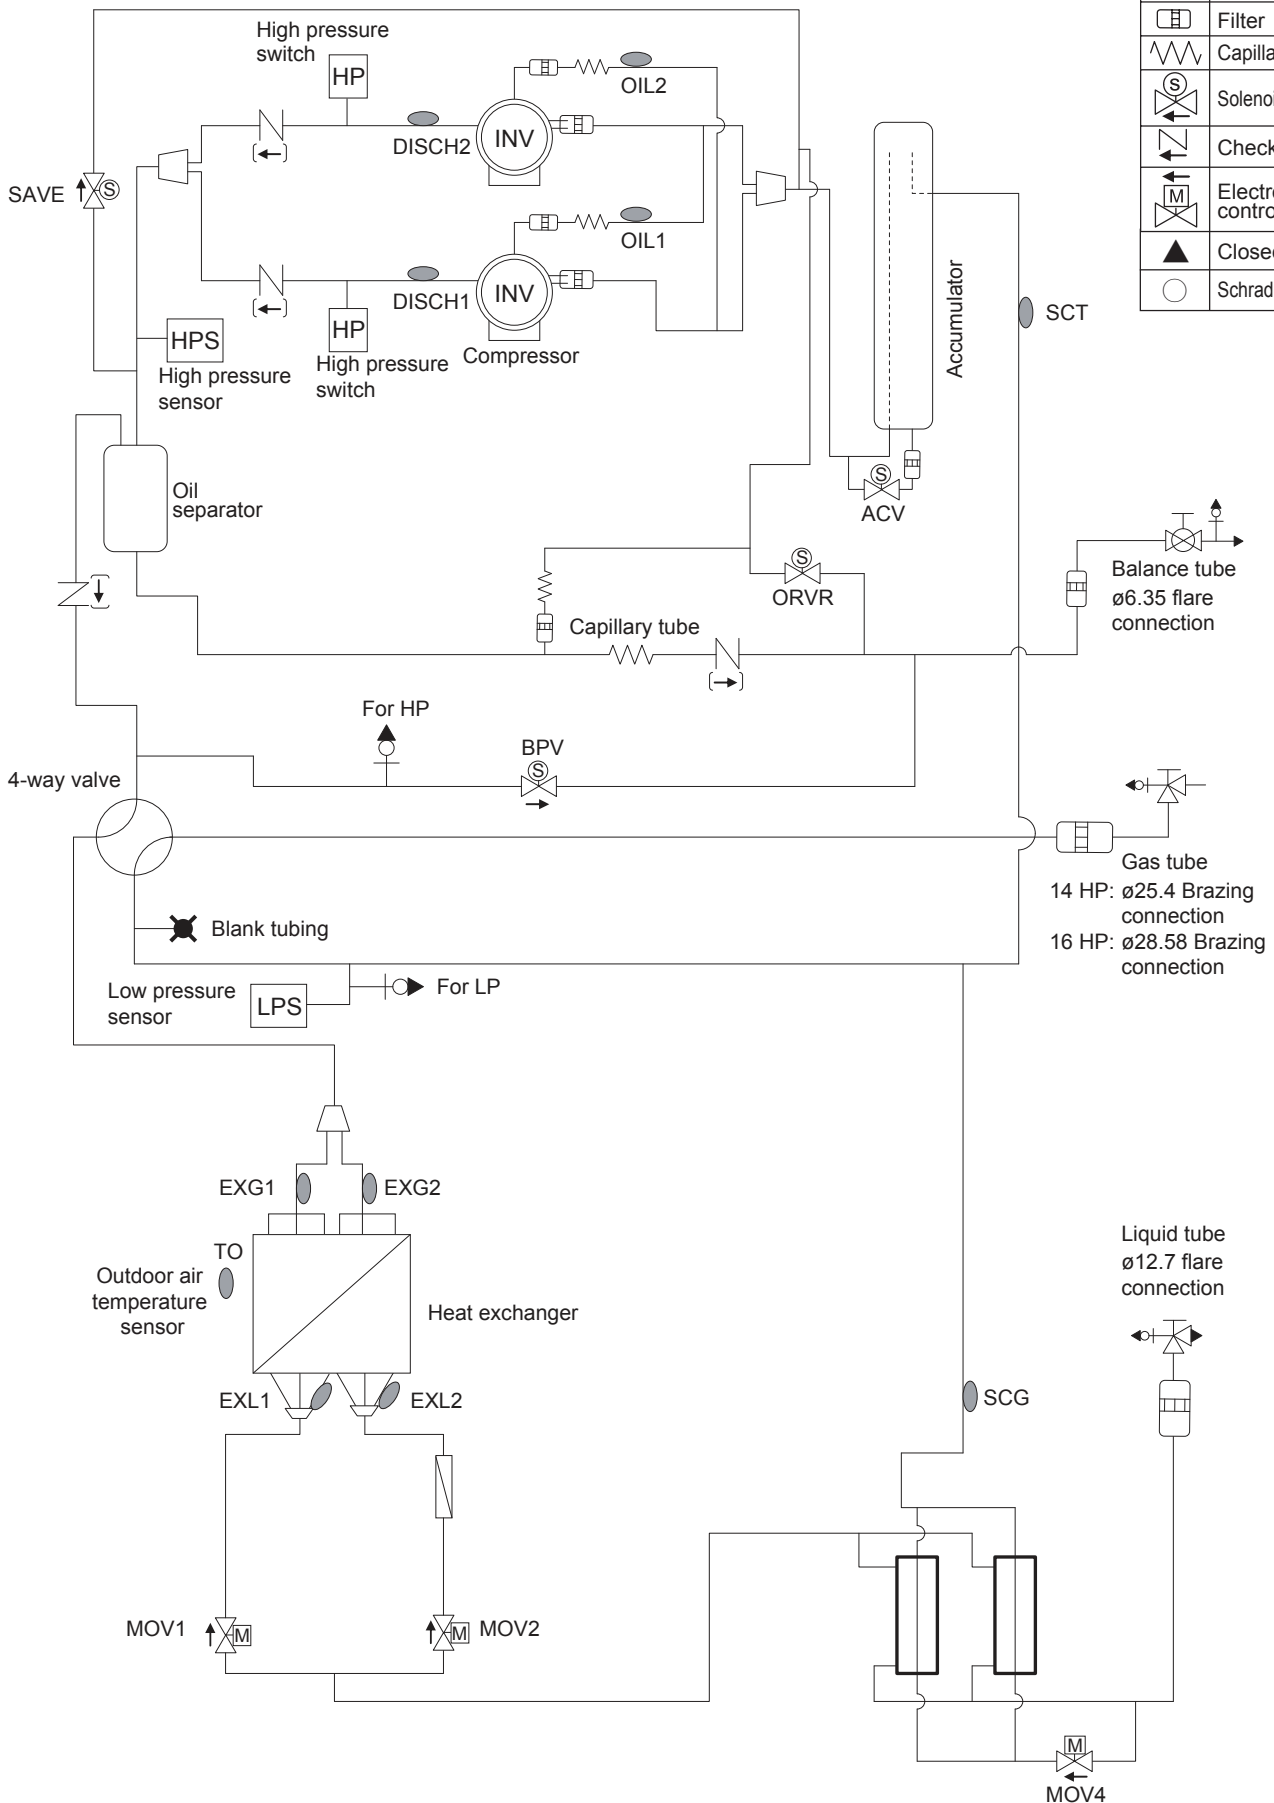 High pressure
switch
HP
OIL2
DISCH2
INV
SAVE
S
OIL1
DISCH1
INV
HPS
High pressure
sensor
HP
High pressure
switch
Compressor
Accumulator
SCT
Filter
S
Check
M
Oil
separator
S
ACV
S
ORVR
Capillary tube
Balance tube
ø6.35 flare
connection
For HP
BPV
S
4-way valve
Gas tube
14 HP: ø25.4 Brazing
connection
16 HP: ø28.58 Brazing
connection
Blank tubing
Low pressure
sensor
LPS
For LP
EXG1
EXG2
TO
Outdoor air
temperature
sensor
Heat exchanger
EXL1
EXL2
Liquid tube
ø12.7 flare
connection
SCG
MOV1
M
M
MOV2
M
MOV4